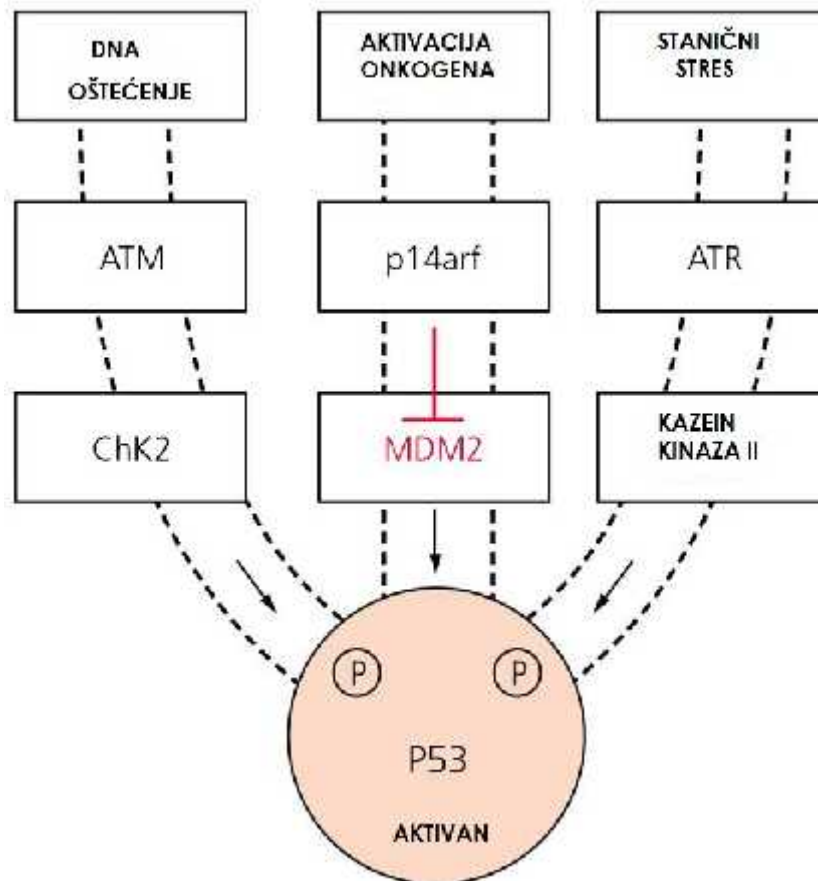 DNA
OŠTEĆENJE
AKTIVACIJA
ONKOGENA
STANIČNI
STRES
ATM
p14arf
ATR
ChK2
MDM2
KAZEIN
KINAZA II
P
P
P53
AKTIVAN